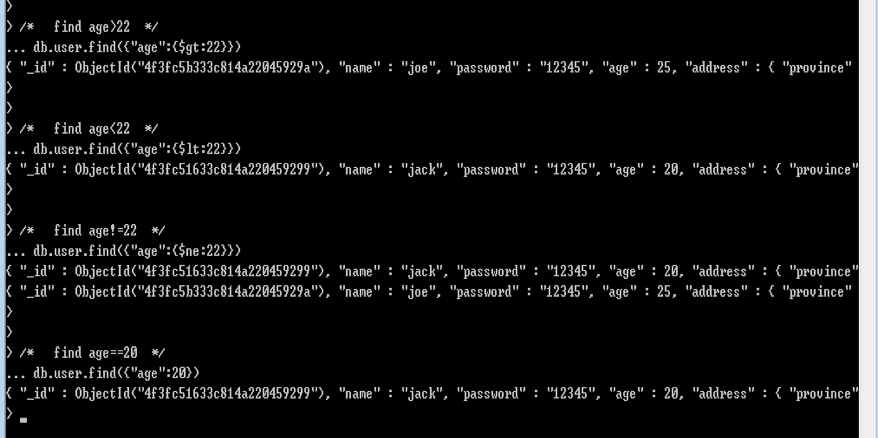 >
> /*   find age>22  */
... db.user.find({"age":{$gt:22}})
{ "_id" : ObjectId("4f3fc5b333c814a22045929a"), "name" : "joe", "password" : "12345", "age" : 25, "address" : { "province"
>
>
> /*   find age<22  */
... db.user.find({"age":{$lt:22}})
{ "_id" : ObjectId("4f3fc51633c814a220459299"), "name" : "jack", "password" : "12345", "age" : 20, "address" : { "province"
>
>
> /*   find age!=22  */
... db.user.find({"age":{$ne:22}})
{ "_id" : ObjectId("4f3fc51633c814a220459299"), "name" : "jack", "password" : "12345", "age" : 20, "address" : { "province"
{ "_id" : ObjectId("4f3fc5b333c814a22045929a"), "name" : "joe", "password" : "12345", "age" : 25, "address" : { "province"
>
>
> /*   find age==20  */
... db.user.find({"age":20})
{ "_id" : ObjectId("4f3fc51633c814a220459299"), "name" : "jack", "password" : "12345", "age" : 20, "address" : { "province"
>